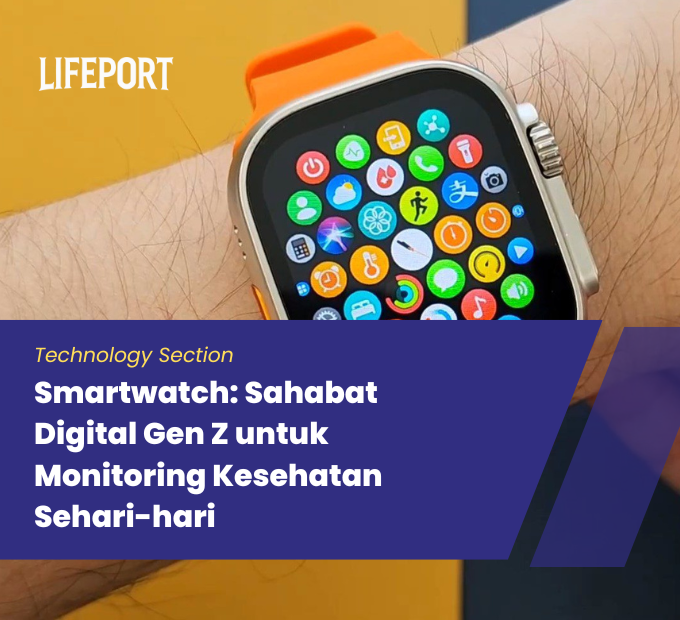 LIFEPORT
Technology Section
Smartwatch: Sahabat
Digital Gen Z untuk
Monitoring Kesehatan
Sehari-hari